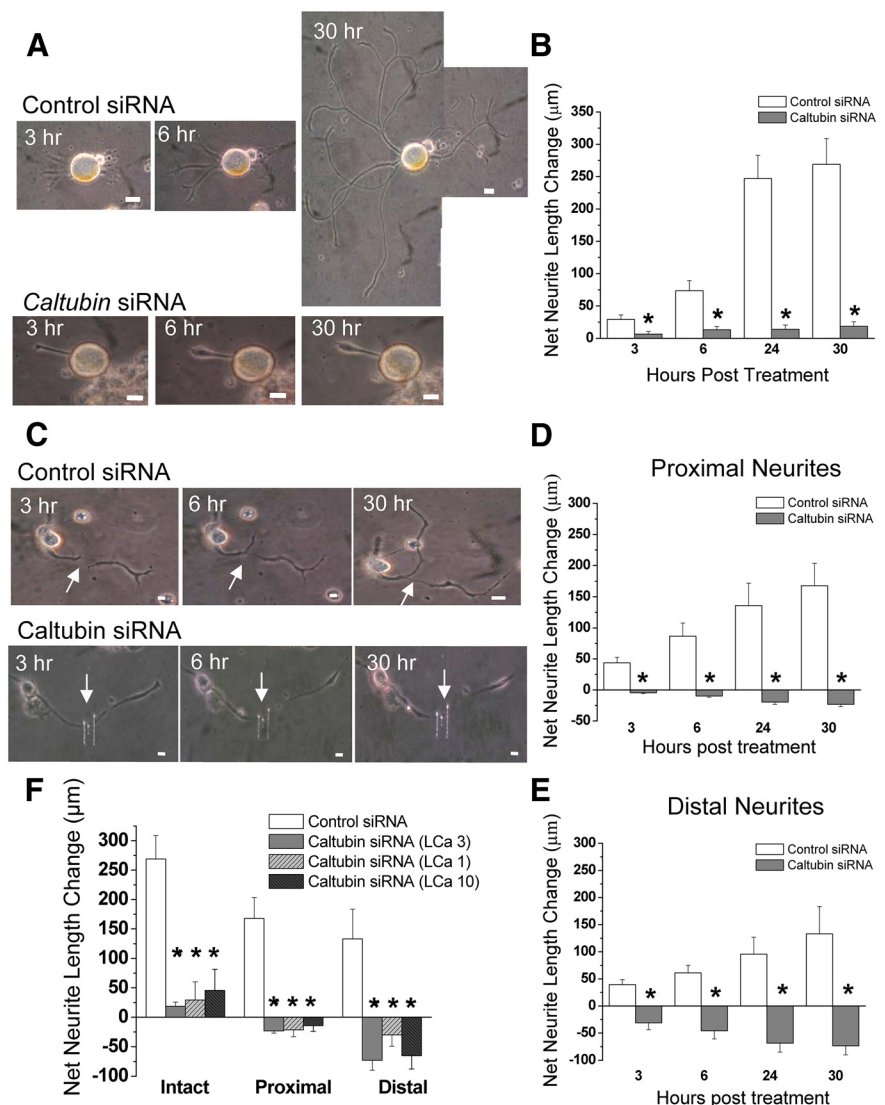 A
Control siRNA
3 hr
6 hr
30 hr
Caltubin siRNA
3 hr
6 hr
30 hr
B
Net Neurite Length Change (µm)
Control siRNA
Caltubin siRNA
350
300
250
200
150
100
50
0
3 6 24 30
Hours Post Treatment
C
Control siRNA
3 hr
6 hr
30 hr
Caltubin siRNA
3 hr
6 hr
30 hr
D
Proximal Neurites
Net Neurite Length Change (µm)
Control siRNA
Caltubin siRNA
300
250
200
150
100
50
0
-50
* * * *
3 6 24 30
Hours post treatment
F
Net Neurite Length Change (µm)
Control siRNA
Caltubin siRNA (LCa 3)
Caltubin siRNA (LCa 1)
Caltubin siRNA (LCa 10)
300
250
200
150
100
50
0
-50
-100
* * * * * * * * *
Intact Proximal Distal
E
Distal Neurites
Net Neurite Length Change (µm)
Control siRNA
Caltubin siRNA
300
250
200
150
100
50
0
-50
-100
* * * *
3 6 24 30
Hours post treatment